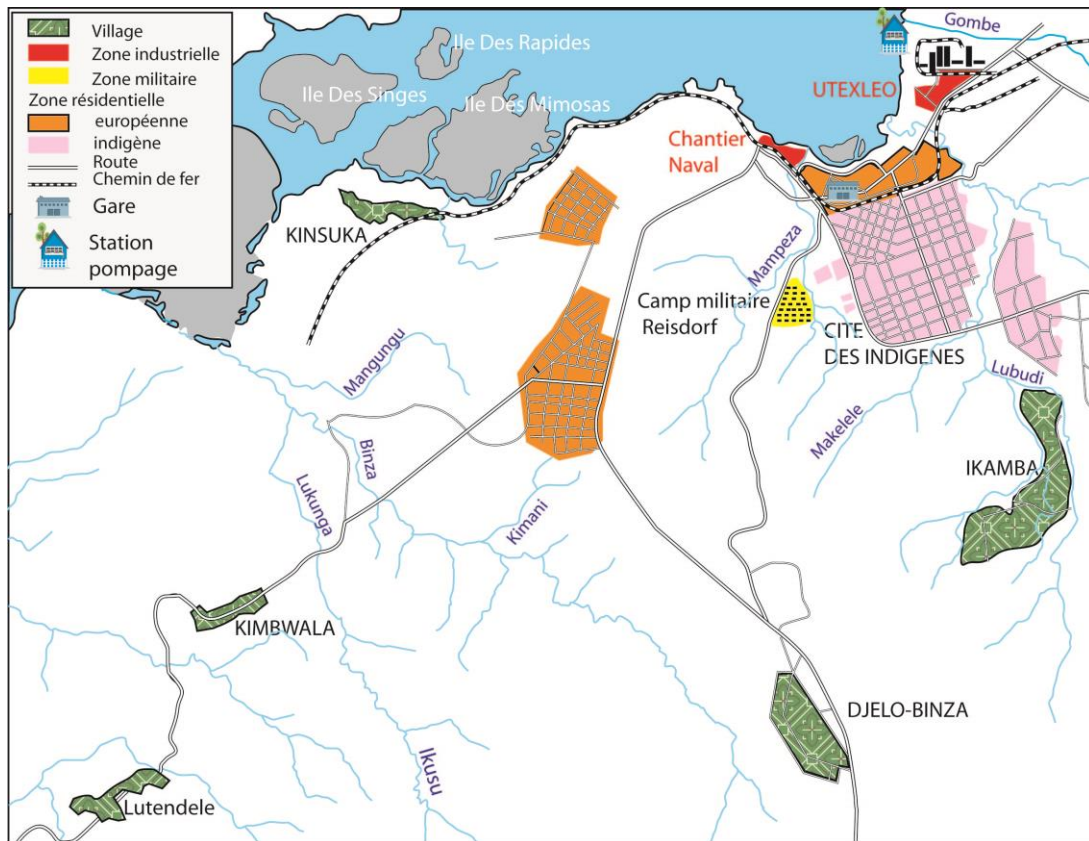 Village
Zone industrielle
Zone militaire
Zone résidentielle
européenne
indigène
Route
Chemin de fer
Gare
Station
pompage
Ile Des Rapides
Ile Des Singes
Ile Des Mimosas
Gombe
UTEXLEO
Chantier
Naval
KINSUKA
Mampeza
Camp militaire
Reisdorf
CITE
DES INDIGENES
Lubudi
Mangungu
Makelele
IKAMBA
Binza
Lukunga
Kimani
KIMBWALA
DJELO-BINZA
Ikusu
Lutendele